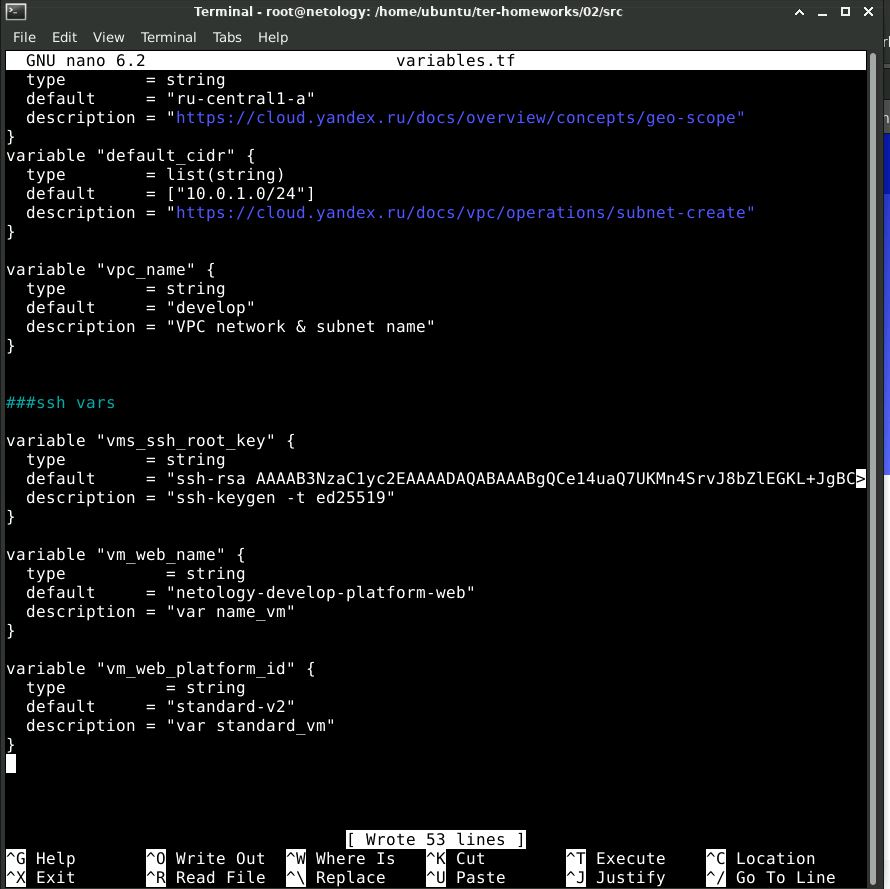 Terminal - root@netology: /home/ubuntu/ter-homeworks/02/src
File Edit View Terminal Tabs Help
GNU nano 6.2 variables.tf
  type        = string
  default     = "ru-central1-a"
  description = "https://cloud.yandex.ru/docs/overview/concepts/geo-scope"
}
variable "default_cidr" {
  type        = list(string)
  default     = ["10.0.1.0/24"]
  description = "https://cloud.yandex.ru/docs/vpc/operations/subnet-create"
}
variable "vpc_name" {
  type        = string
  default     = "develop"
  description = "VPC network & subnet name"
}
###ssh vars
variable "vms_ssh_root_key" {
  type        = string
  default     = "ssh-rsa AAAAB3NzaC1yc2EAAAADAQABAAABgQCe14uaQ7UKMn4SrvJ8bZlEGKL+JgBC>
  description = "ssh-keygen -t ed25519"
}
variable "vm_web_name" {
  type          = string
  default     = "netology-develop-platform-web"
  description = "var name_vm"
}
variable "vm_web_platform_id" {
  type          = string
  default     = "standard-v2"
  description = "var standard_vm"
}
[ Wrote 53 lines ]
^G Help ^O Write Out ^W Where Is ^K Cut ^T Execute ^C Location
^X Exit ^R Read File ^\ Replace ^U Paste ^J Justify ^/ Go To Line